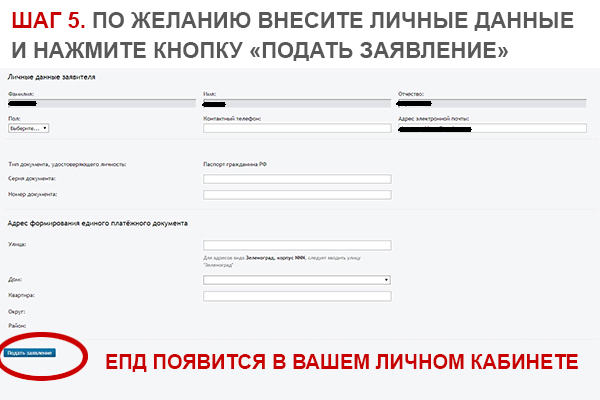 ШАГ 5. ПО ЖЕЛАНИЮ ВНЕСИТЕ ЛИЧНЫЕ ДАННЫЕ
И НАЖМИТЕ КНОПКУ «ПОДАТЬ ЗАЯВЛЕНИЕ»
Личные данные заявителя
Фамилия: Имя: Отчество:
Пол: Контактный телефон: Адрес электронной почты:
Выберите...
Тип документа, удостоверяющего личность: Паспорт гражданина РФ
Серия документа:
Номер документа:
Адрес формирования единого платёжного документа
Улица:
Для адресов вида Зеленоград, корпус NNN, следует вводить улицу
"Зеленоград"
Дом:
Квартира:
Округ:
Район:
Подать заявление
ЕПД ПОЯВИТСЯ В ВАШЕМ ЛИЧНОМ КАБИНЕТЕ